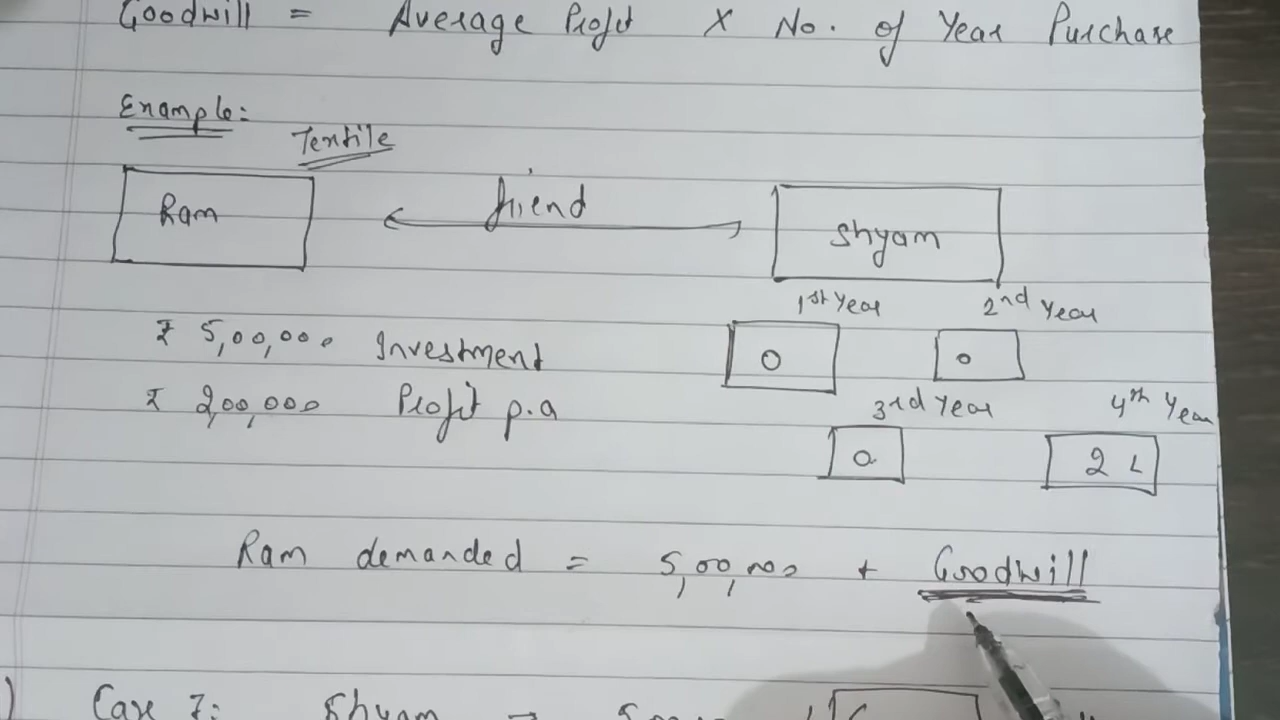 Goodwill = Average Profit X No. of Year Purchase
Example:
Textile
Ram
friend
Shyam
1st Year
2nd Year
₹ 5,00,000 Investment
0
0
₹ 2,00,000 Profit p.a
3rd Year
4th Year
0
2 L
Ram demanded = 5,00,000 + Goodwill
Shyam